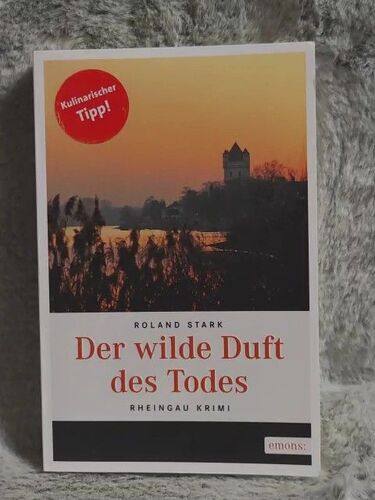 Kulinarischer
Tipp!
ROLAND STARK
Der wilde Duft
des Todes
RHEINGAU KRIMI
emons: